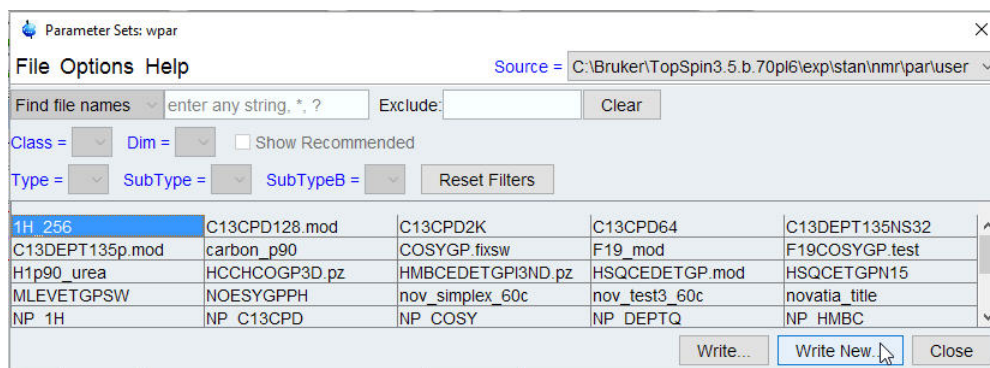 Parameter Sets: wpar
File Options Help Source = C:\Bruker\TopSpin3.5.b.70pl6\exp\stan\nmr\par\user
Find file names enter any string, *, ? Exclude: Clear
Class = Dim = Show Recommended
Type = SubType = SubTypeB = Reset Filters
1H_256 C13CPD128.mod C13CPD2K C13CPD64 C13DEPT135NS32
C13DEPT135p.mod carbon_p90 COSYGP.fixsw F19_mod F19COSYGP.test
H1p90_urea HCCHCOGP3D.pz HMBCEDETGPl3ND.pz HSQCEDETGP.mod HSQCETGPN15
MLEVETGPSW NOESYGPPH nov_simplex_60c nov_test3_60c novatia_title
NP_1H NP_C13CPD NP_COSY NP_DEPTQ NP_HMBC
Write... Write New... Close